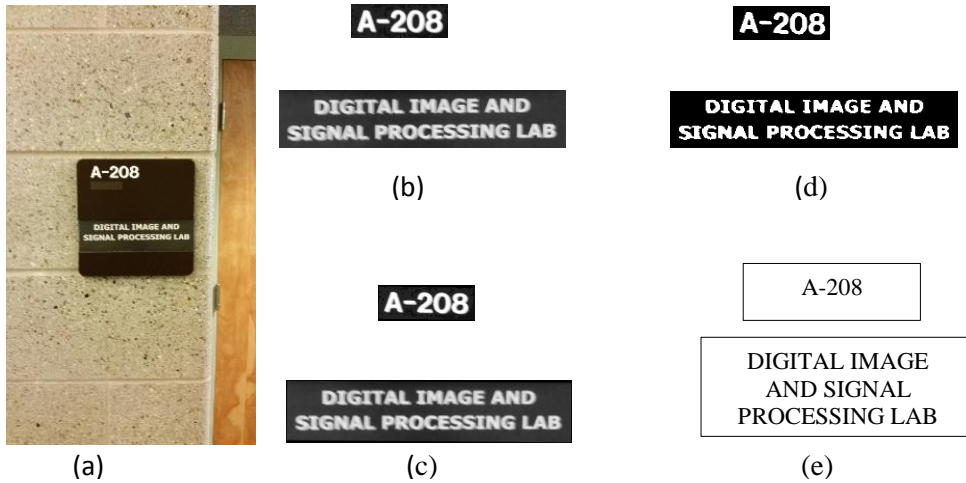 A-208
DIGITAL IMAGE AND
SIGNAL PROCESSING LAB
(a)
A-208
DIGITAL IMAGE AND
SIGNAL PROCESSING LAB
(b)
A-208
DIGITAL IMAGE AND
SIGNAL PROCESSING LAB
(c)
A-208
DIGITAL IMAGE AND
SIGNAL PROCESSING LAB
(d)
A-208
DIGITAL IMAGE
AND SIGNAL
PROCESSING LAB
(e)